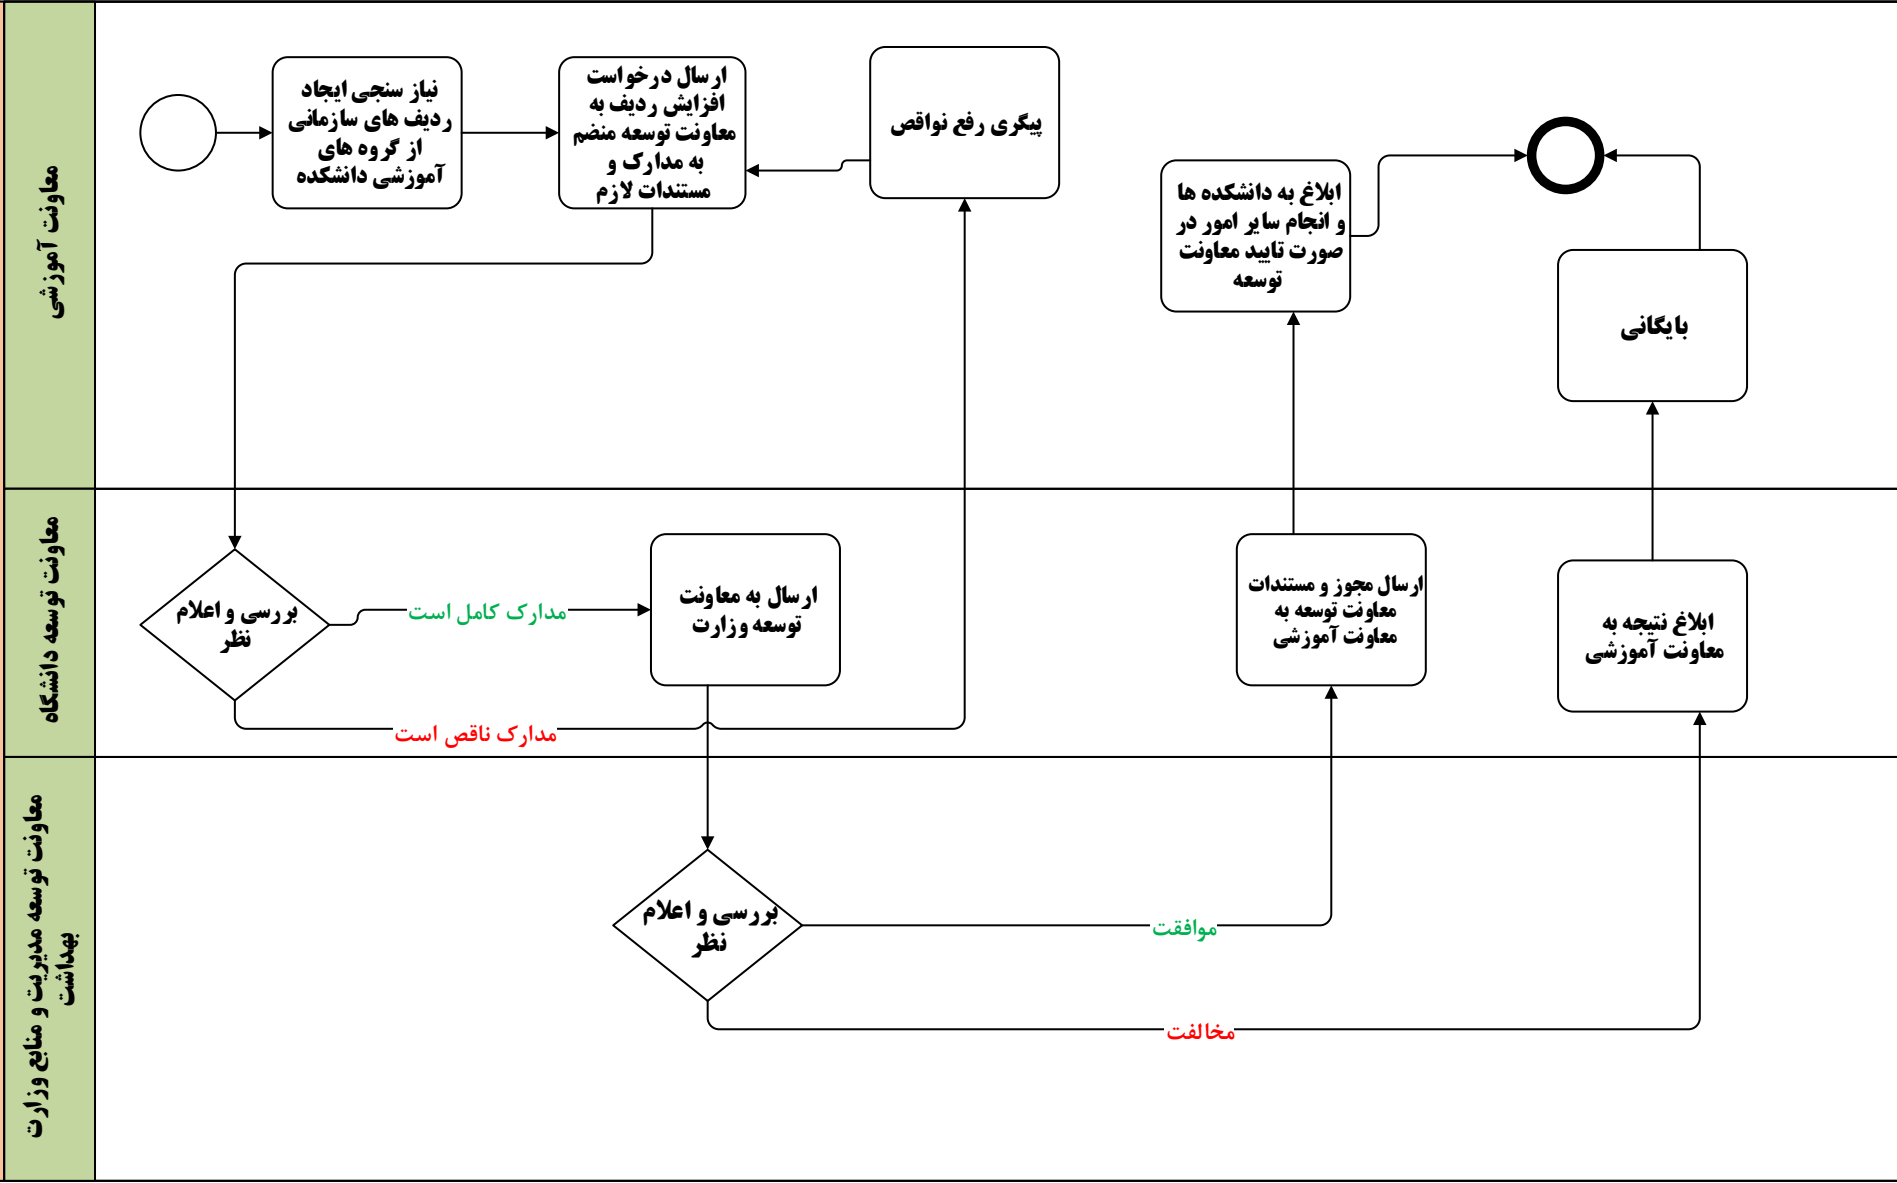 معاونت آموزشی
نیاز سنجی ایجاد
ردیف های سازمانی
از گروه های
آموزشی دانشکده
ارسال درخواست
افزایش ردیف به
معاونت توسعه منضم
به مدارک و
مستندات لازم
پیگری رفع نواقص
ابلاغ به دانشکده ها
و انجام سایر امور در
صورت تایید معاونت
توسعه
بایگانی
معاونت توسعه دانشگاه
بررسی و اعلام
نظر
مدارک کامل است
ارسال به معاونت
توسعه وزارت
مدارک ناقص است
ارسال مجوز و مستندات
معاونت توسعه به
معاونت آموزشی
ابلاغ نتیجه به
معاونت آموزشی
معاونت توسعه مدیریت و منابع وزارت
بهداشت
بررسی و اعلام
نظر
موافقت
مخالفت